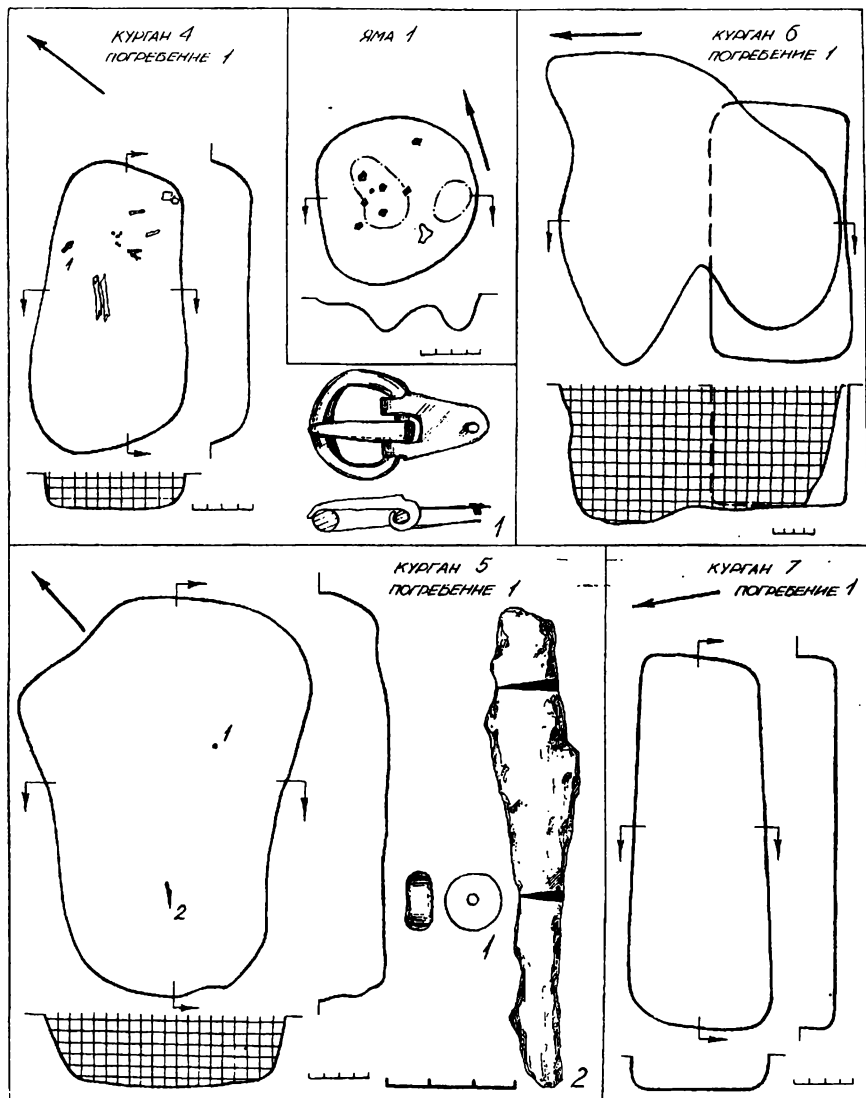 КУРГАН 4
ПОГРЕБЕНИЕ 1
1
ЯМА 1
КУРГАН 6
ПОГРЕБЕНИЕ 1
1
КУРГАН 5
ПОГРЕБЕНИЕ 1
1
2
1
2
КУРГАН 7
ПОГРЕБЕНИЕ 1